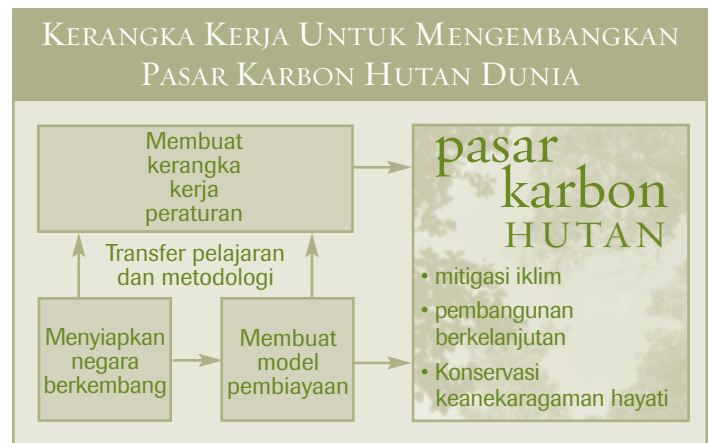 KERANGKA KERJA UNTUK MENGEMBANGKAN
PASAR KARBON HUTAN DUNIA
Membuat
kerangka
kerja
peraturan
Transfer pelajaran
dan metodologi
Menyiapkan
negara
berkembang
Membuat
model
pembiayaan
pasar
karbon
HUTAN
• mitigasi iklim
• pembangunan
berkelanjutan
• Konservasi
keanekaragaman hayati